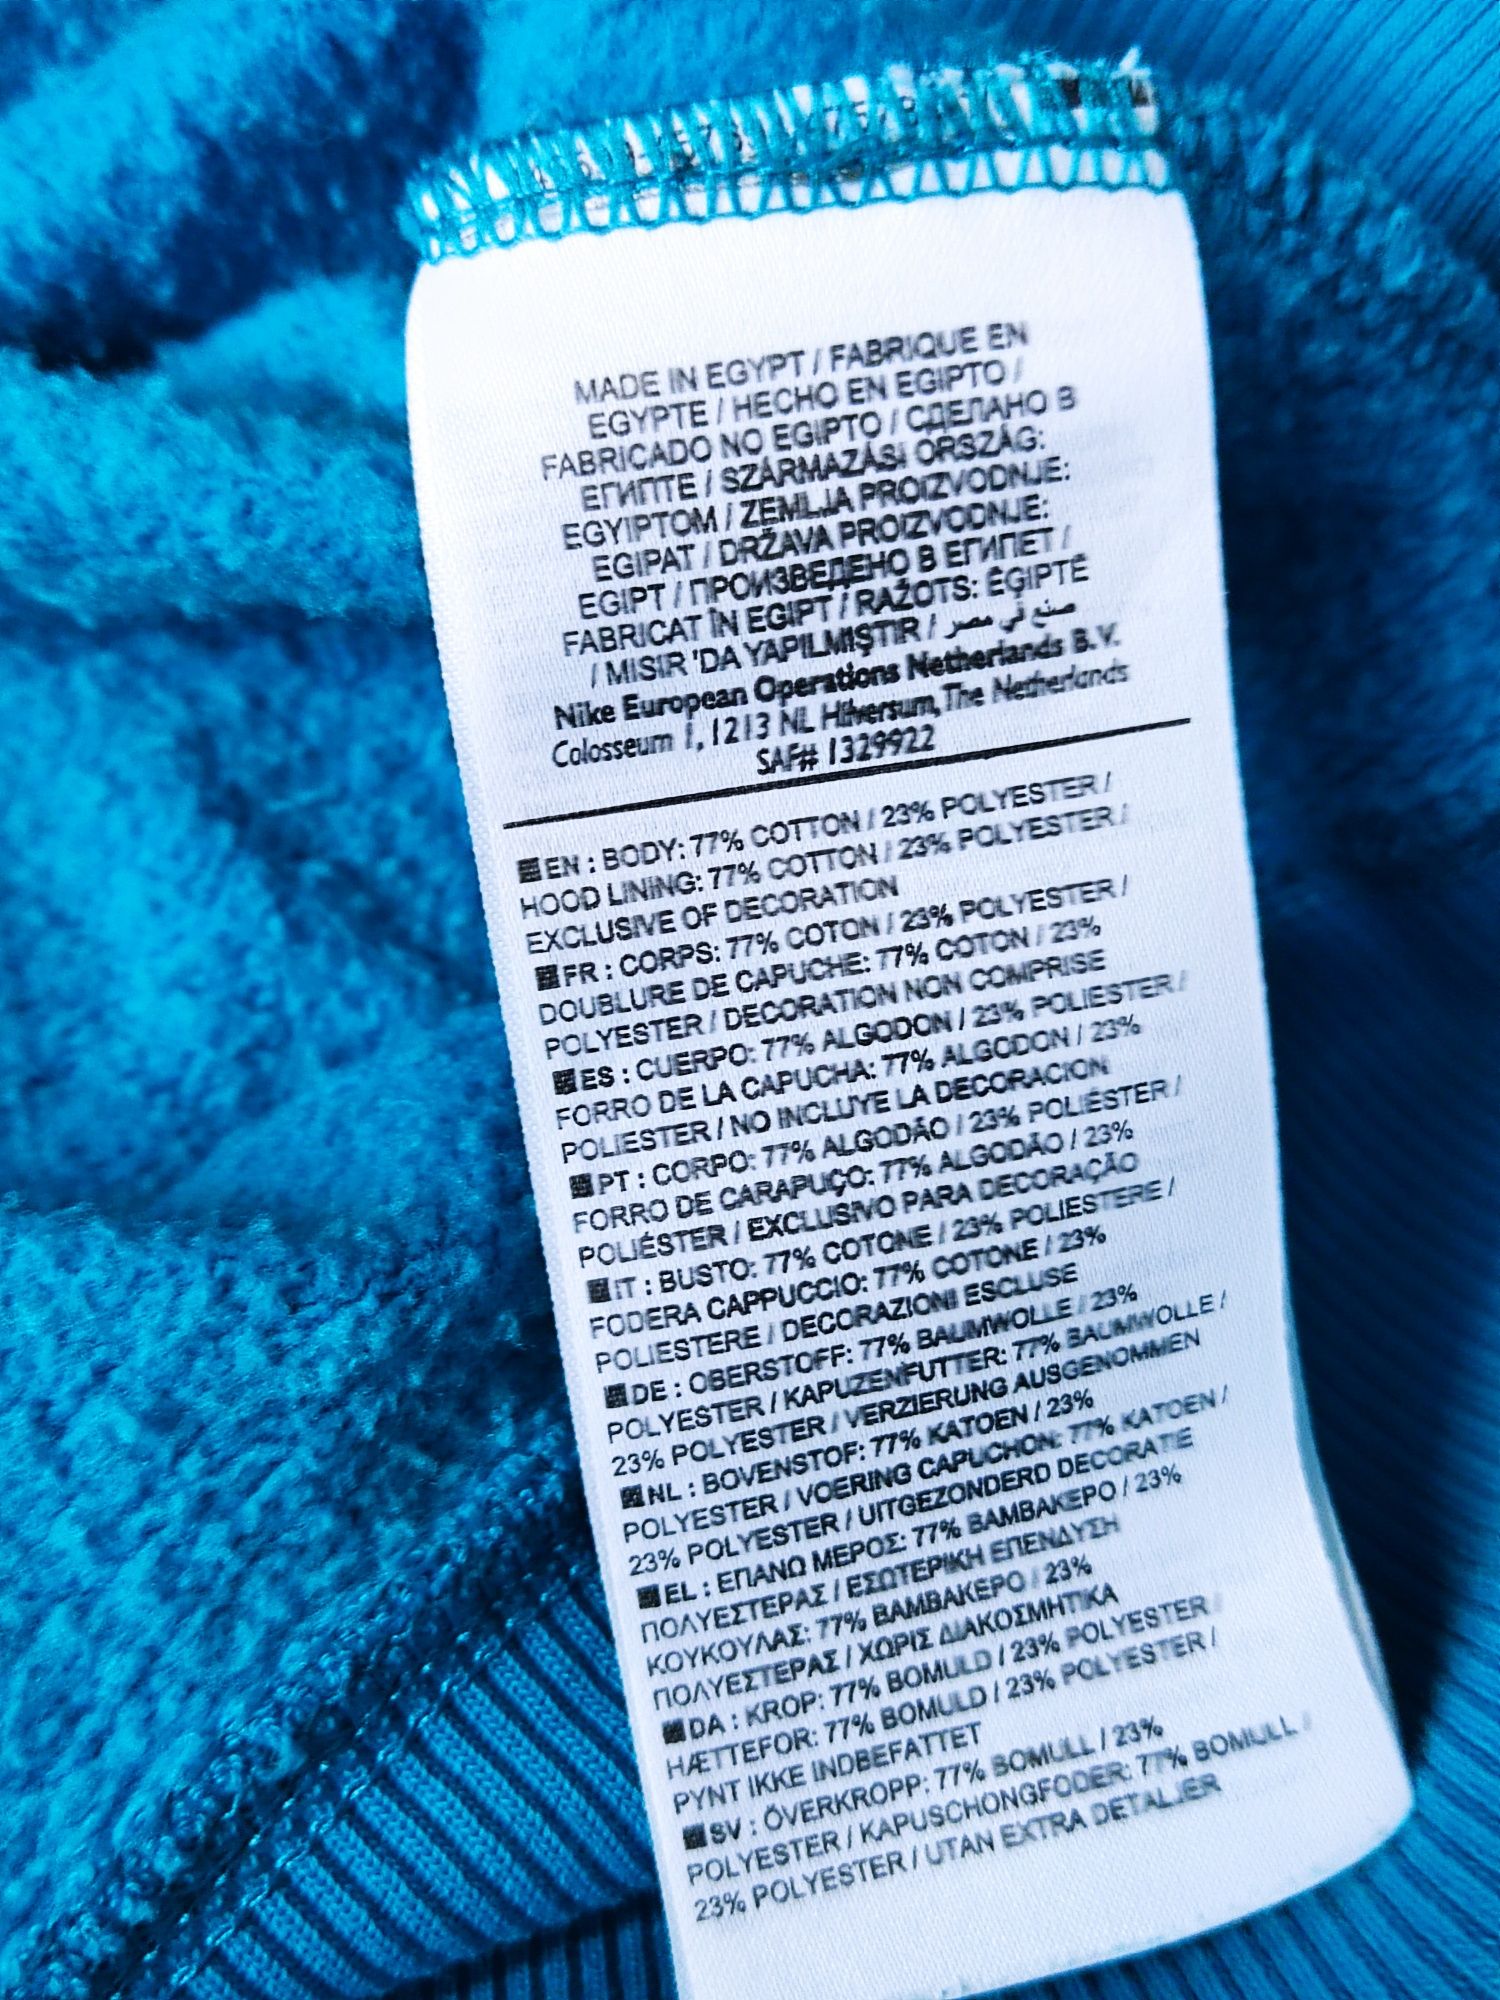 MADE IN EGYPT / FABRIQUE EN
EGYPTE / HECHO EN EGIPTO /
FABRICADO NO EGIPTO / СДЕЛАНО В
ЕГИПТЕ / SZÁRMAZÁSI ORSZÁG:
EGYIPTOM / ZEMLJA PROIZVODNJE:
EGIPAT / DRŽAVA PROIZVODNJE:
EGIPT / ПРОИЗВЕДЕНО В ЕГИПЕТ /
FABRICAT ÎN EGIPT / RAŽOTS: ĒĢIPTĒ
/ MISIR 'DA YAPILMIŞTIR / صنع في مصر
Nike European Operations Netherlands B.V.
Colosseum 1, 1213 NL Hilversum, The Netherlands
SAF# 1329922
EN : BODY: 77% COTTON / 23% POLYESTER /
HOOD LINING: 77% COTTON / 23% POLYESTER /
EXCLUSIVE OF DECORATION
FR : CORPS: 77% COTON / 23% POLYESTER /
DOUBLURE DE CAPUCHE: 77% COTON / 23%
POLYESTER / DECORATION NON COMPRISE
ES : CUERPO: 77% ALGODON / 23% POLIESTER /
FORRO DE LA CAPUCHA: 77% ALGODON / 23%
POLIESTER / NO INCLUYE LA DECORACION
PT : CORPO: 77% ALGODÃO / 23% POLIÉSTER /
FORRO DE CARAPUÇO: 77% ALGODÃO / 23%
POLIÉSTER / EXCLUSIVO PARA DECORAÇÃO
IT : BUSTO: 77% COTONE / 23% POLIESTERE /
FODERA CAPPUCCIO: 77% COTONE / 23%
POLIESTERE / DECORAZIONI ESCLUSE
DE : OBERSTOFF: 77% BAUMWOLLE / 23%
POLYESTER / KAPUZENFUTTER: 77% BAUMWOLLE /
23% POLYESTER / VERZIERUNG AUSGENOMMEN
NL : BOVENSTOF: 77% KATOEN / 23%
POLYESTER / VOERING CAPUCHON: 77% KATOEN /
23% POLYESTER / UITGEZONDERD DECORATIE
EL : ΕΠΑΝΩ ΜΕΡΟΣ: 77% ΒΑΜΒΑΚΕΡΟ / 23%
ΠΟΛΥΕΣΤΕΡΑΣ / ΕΣΩΤΕΡΙΚΗ ΕΠΕΝΔΥΣΗ
ΚΟΥΚΟΥΛΑΣ: 77% ΒΑΜΒΑΚΕΡΟ / 23%
ΠΟΛΥΕΣΤΕΡΑΣ / ΧΩΡΙΣ ΔΙΑΚΟΣΜΗΤΙΚΑ
DA : KROP: 77% BOMULD / 23% POLYESTER /
HÆTTEFOR: 77% BOMULD / 23% POLYESTER /
PYNT IKKE INDBEFATTET
SV : ÖVERKROPP: 77% BOMULL / 23%
POLYESTER / KAPUSCHONGFODER: 77% BOMULL /
23% POLYESTER / UTAN EXTRA DETALJER